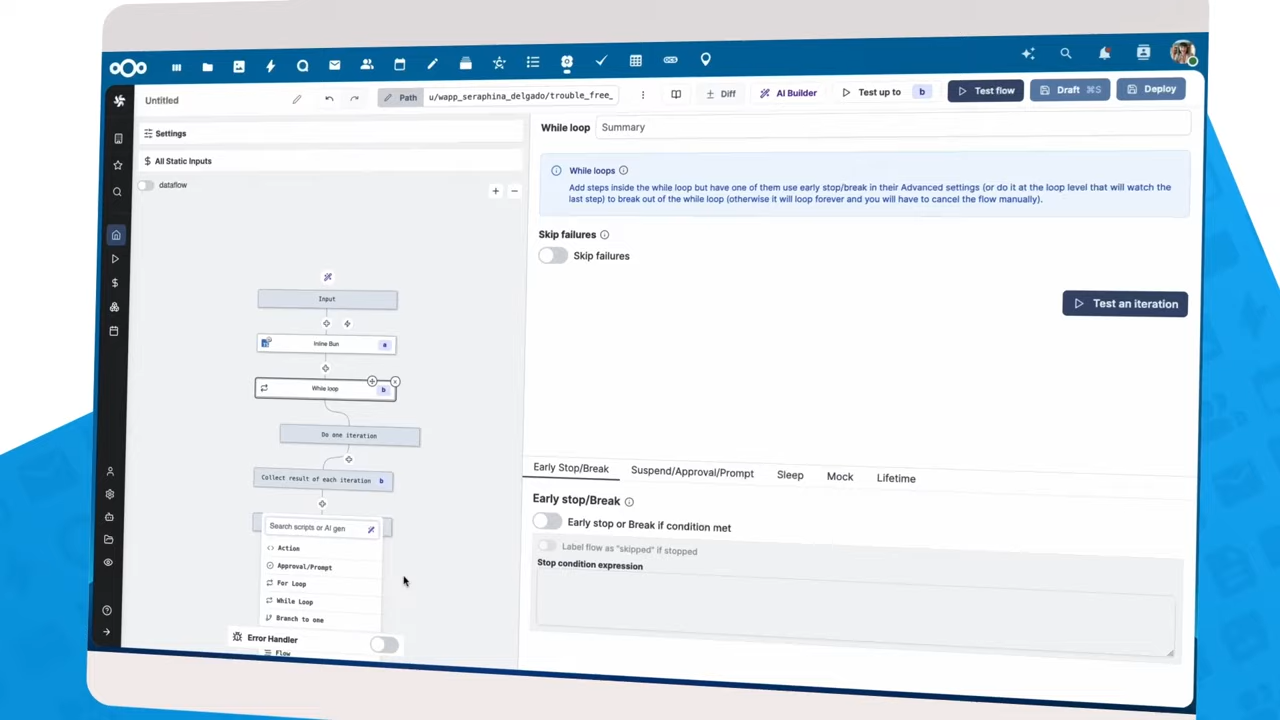 Untitled
Path
u/wapp_seraphina_delgado/trouble_free_
Diff
AI Builder
Test up to b
Test flow
Draft ⌘S
Deploy
Settings
All Static Inputs
dataflow
Input
Inline Bun a
While loop b
Do one iteration
Collect result of each iteration b
Search scripts or AI gen
Action
Approval/Prompt
For Loop
While Loop
Branch to one
Error Handler
Flow
While loop Summary
While loops
Add steps inside the while loop but have one of them use early stop/break in their Advanced settings (or do it at the loop level that will watch the
last step) to break out of the while loop (otherwise it will loop forever and you will have to cancel the flow manually).
Skip failures
Skip failures
Test an iteration
Early Stop/Break Suspend/Approval/Prompt Sleep Mock Lifetime
Early stop/Break
Early stop or Break if condition met
Label flow as "skipped" if stopped
Stop condition expression